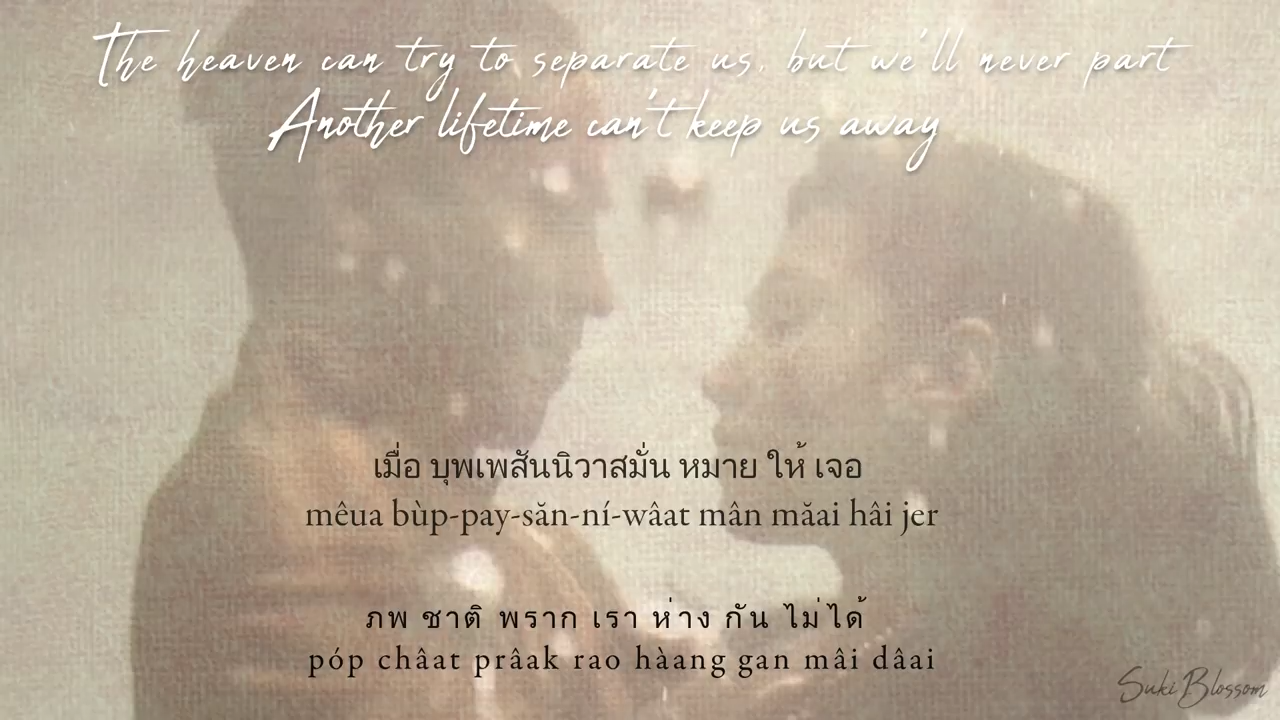 The heaven can try to separate us, but we'll never part
Another lifetime can't keep us away
เมื่อ บุพเพสันนิวาสมั่น หมาย ให้ เจอ
mêua bùp-pay-săn-ní-wâat mân măai hâi jer
ภพ ชาติ พราก เรา ห่าง กัน ไม่ได้
póp châat prâak rao hàang gan mâi dâai
Suki Blossom